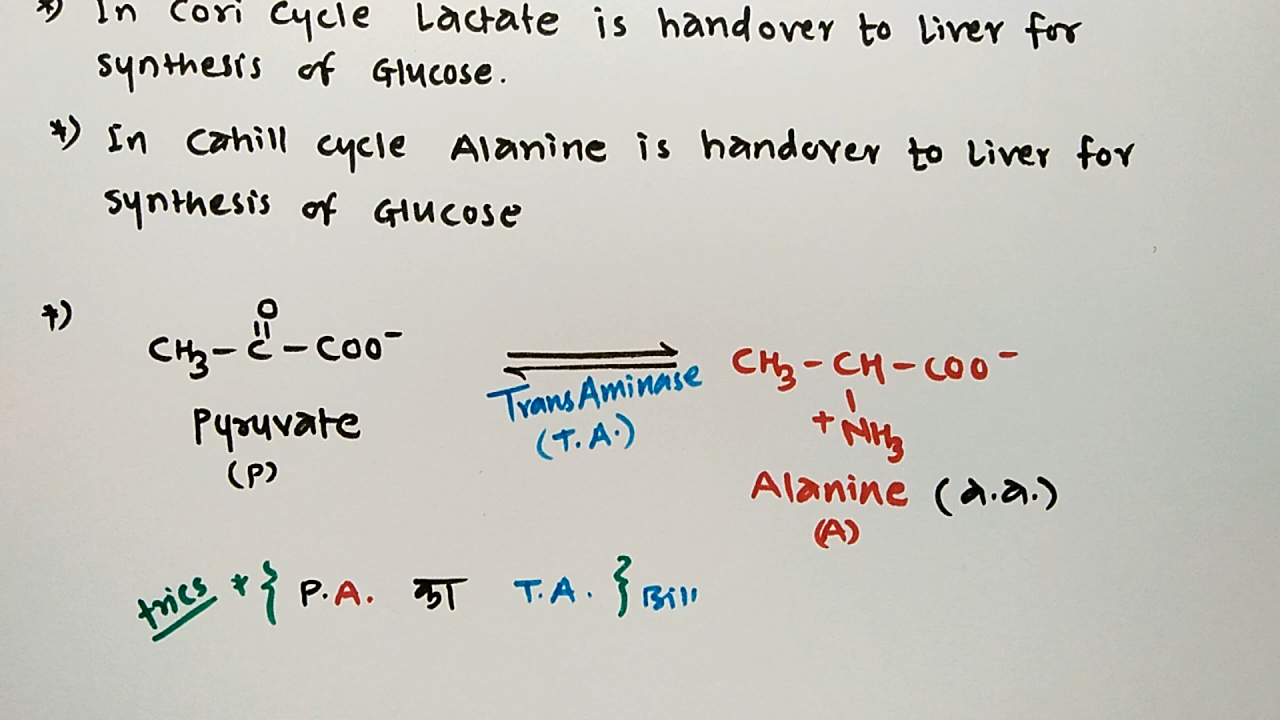 *) In Cori Cycle Lactate is handover to Liver for
synthesis of Glucose.
*) In Cahill cycle Alanine is handover to Liver for
synthesis of Glucose
*)
O
CH3-C-COO⁻
Pyruvate
(P)
TransAminase
(T.A.)
CH3-CH-COO⁻
+NH3
Alanine (a.a.)
(A)
trics * { P.A. का T.A. } Bill